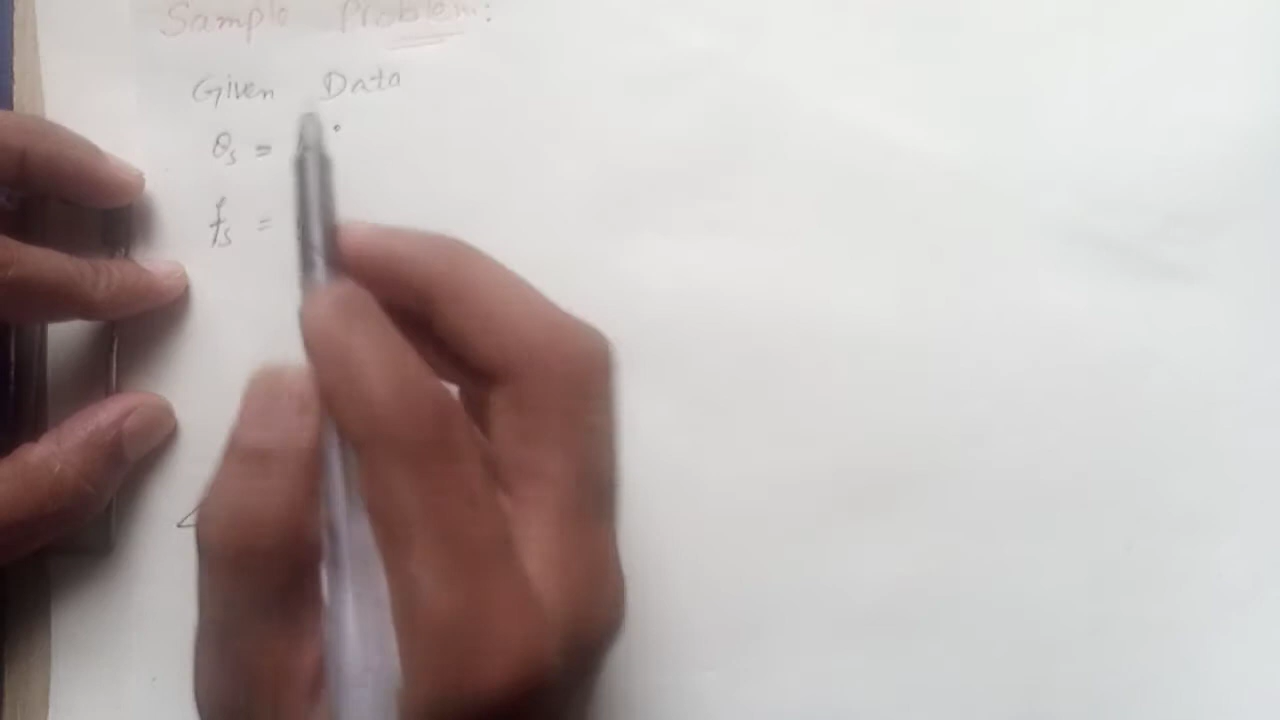 Sample Problem:
Given Data
θs =
fs =